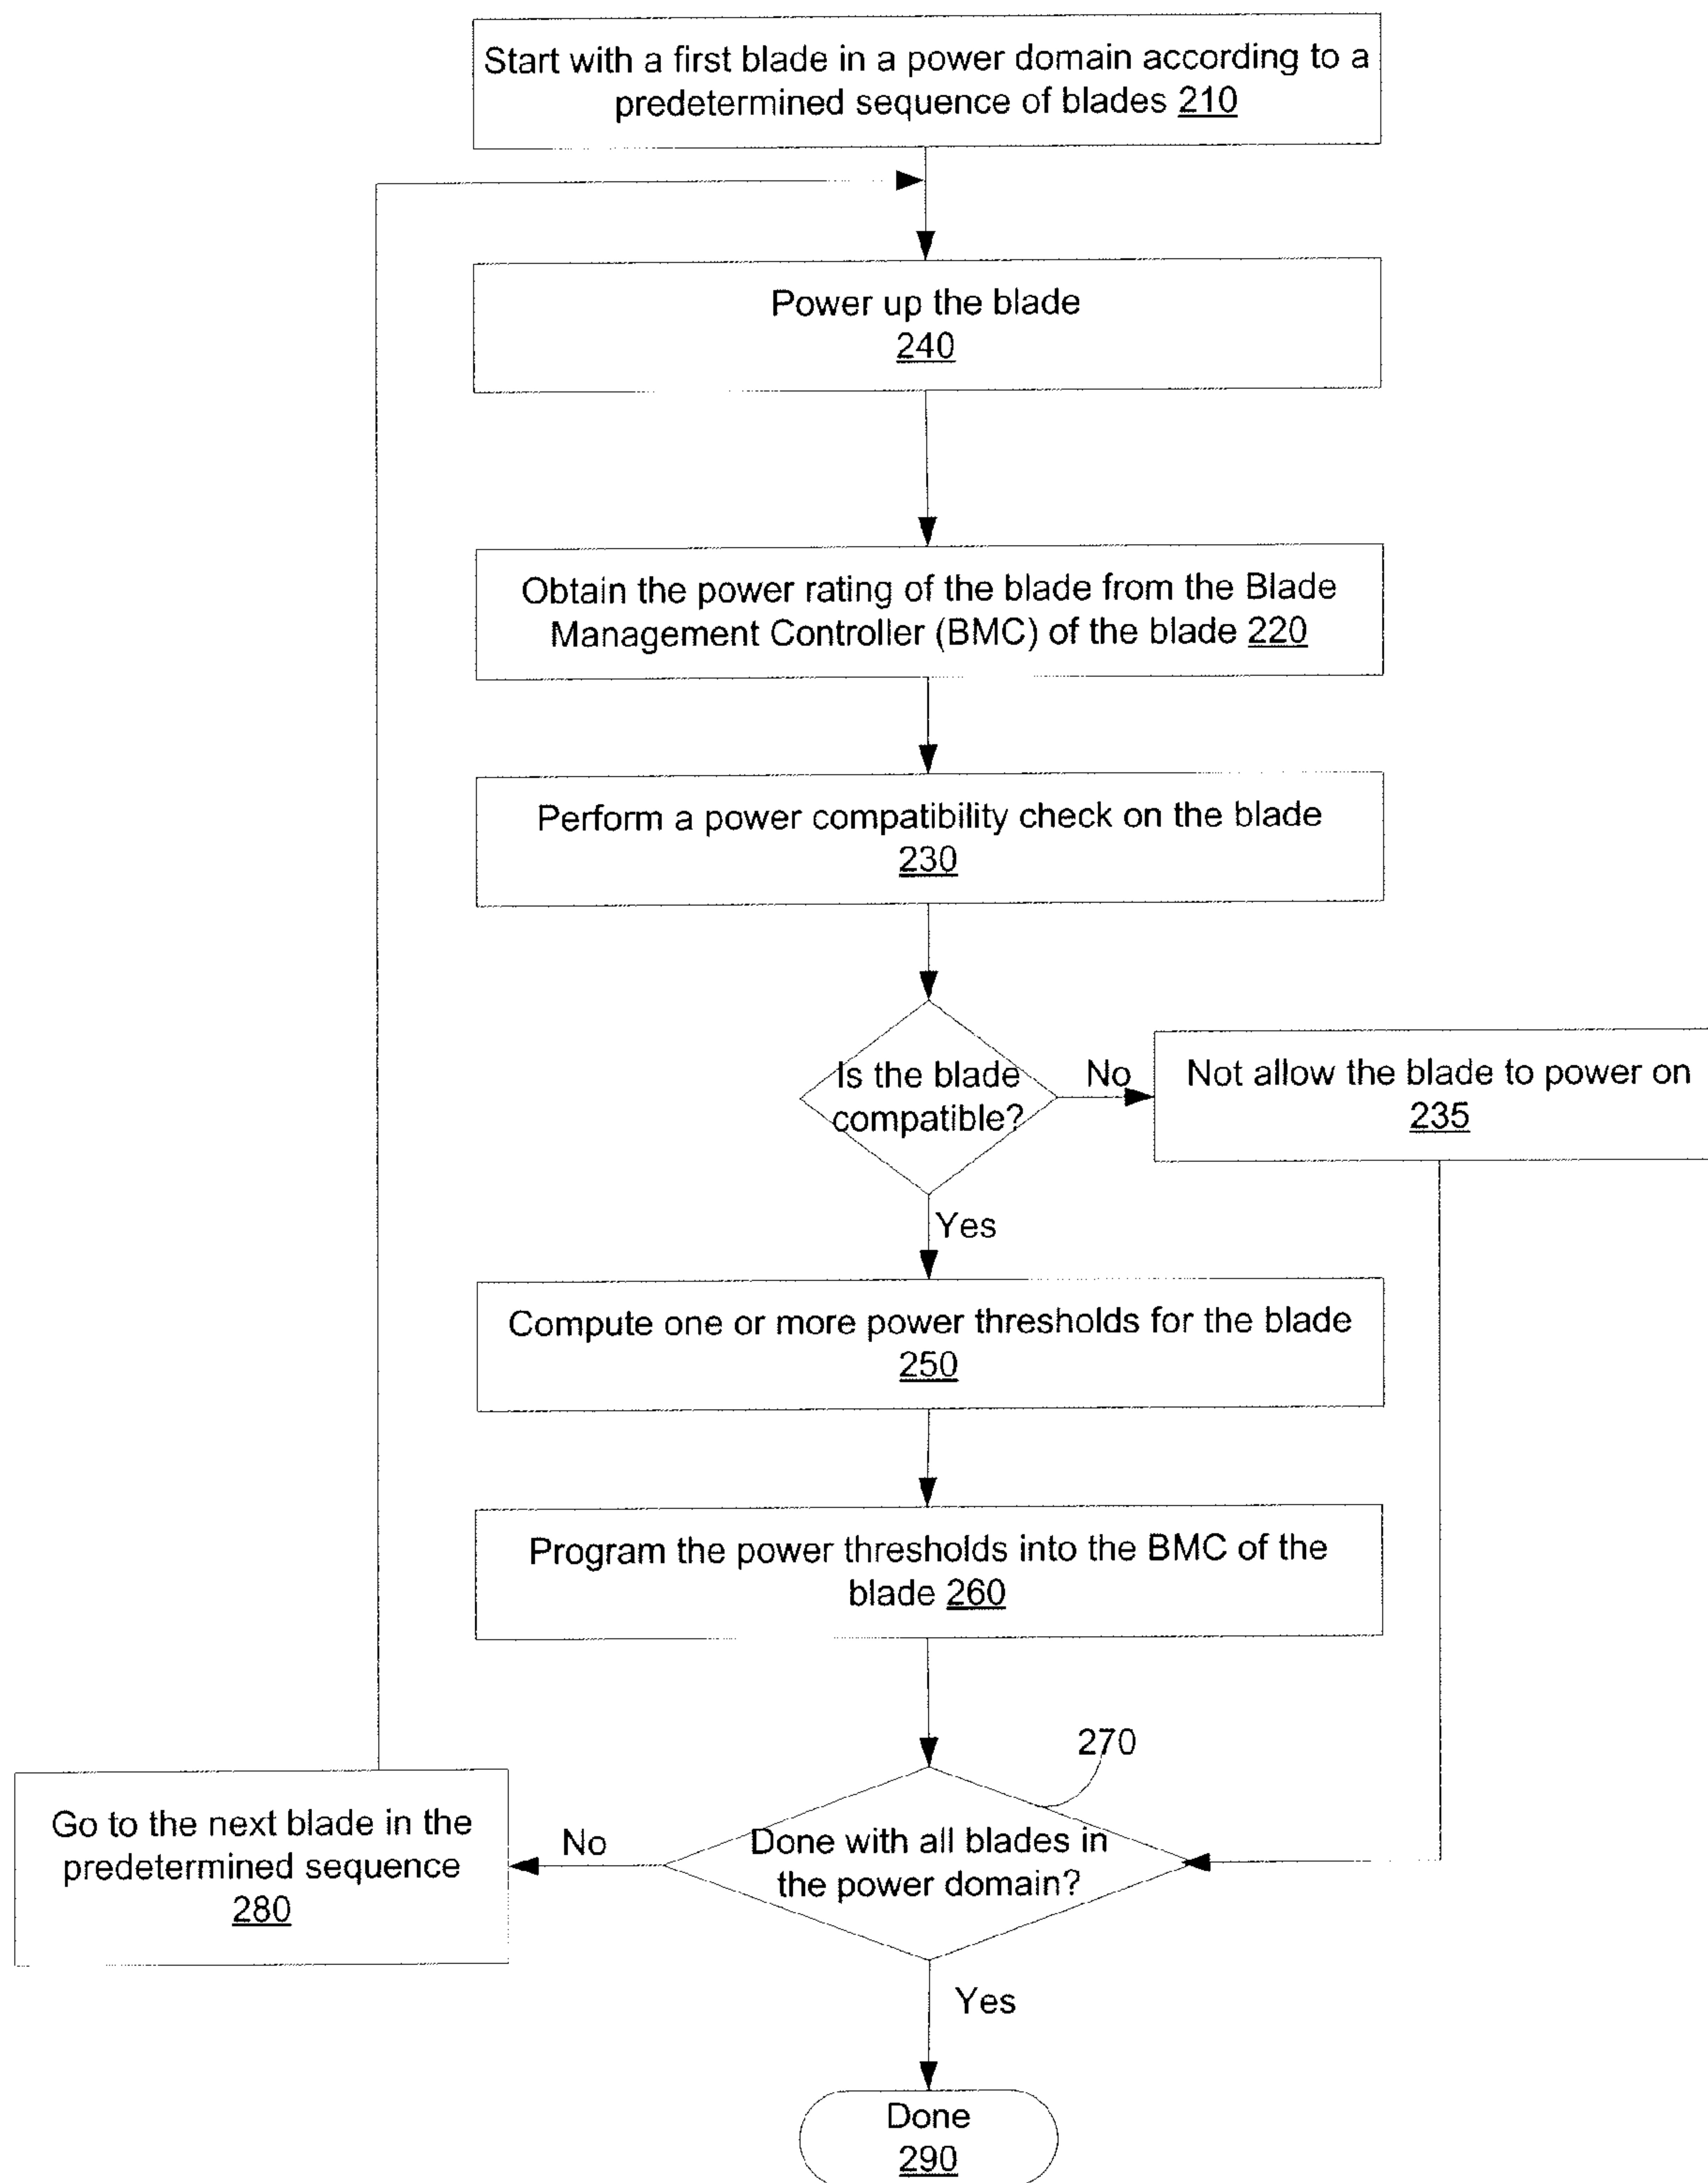 Start with a first blade in a power domain according to a
predetermined sequence of blades 210
Power up the blade
240
Obtain the power rating of the blade from the Blade
Management Controller (BMC) of the blade 220
Perform a power compatibility check on the blade
230
Is the blade
compatible?
No
Not allow the blade to power on
235
Yes
Compute one or more power thresholds for the blade
250
Program the power thresholds into the BMC of the
blade 260
270
Done with all blades in
the power domain?
No
Go to the next blade in the
predetermined sequence
280
Yes
Done
290